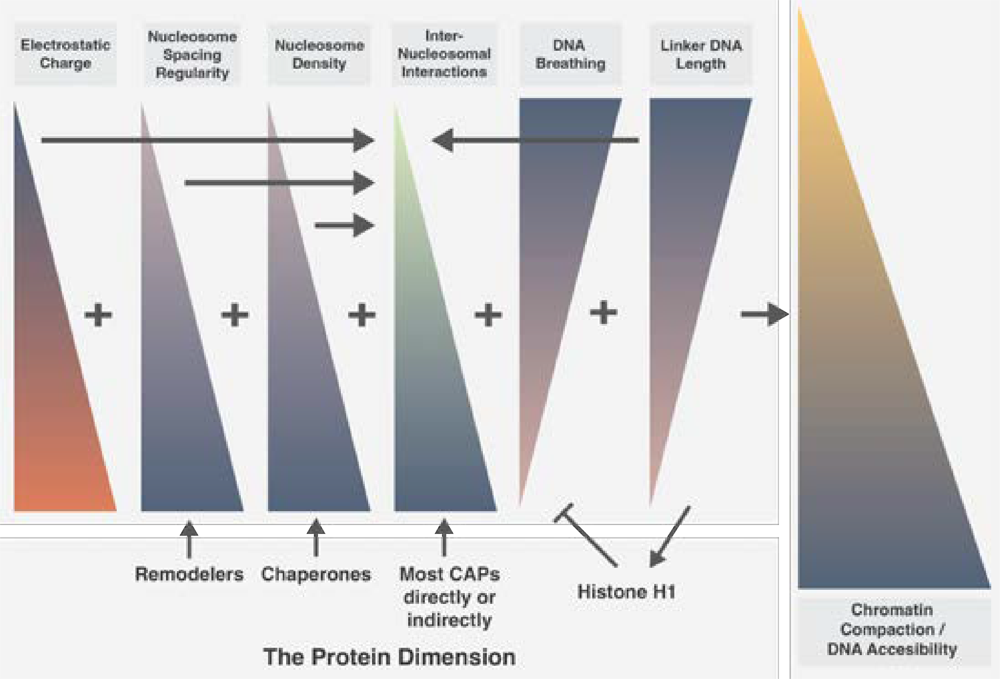 Electrostatic
Charge
Nucleosome
Spacing
Regularity
Nucleosome
Density
Inter-
Nucleosomal
Interactions
DNA
Breathing
Linker DNA
Length
+
+
+
+
+
Remodelers
Chaperones
Most CAPs
directly or
indirectly
Histone H1
The Protein Dimension
Chromatin
Compaction /
DNA Accesibility